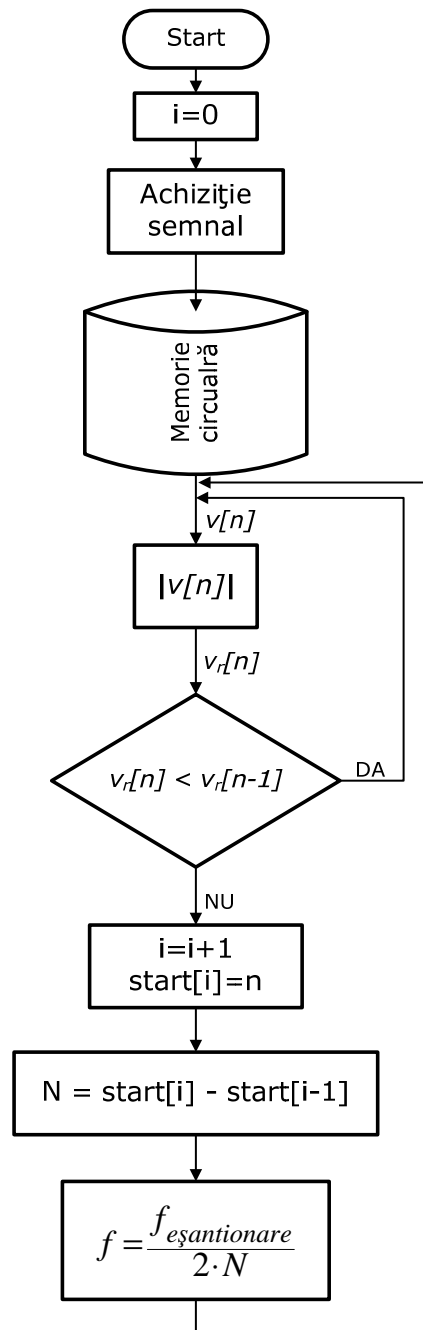 Start
i=0
Achiziţie
semnal
Memorie
circualră
v[n]
|v[n]|
vr[n]
vr[n] < vr[n-1]
DA
NU
i=i+1
start[i]=n
N = start[i] - start[i-1]
f = feşantionare
2·N